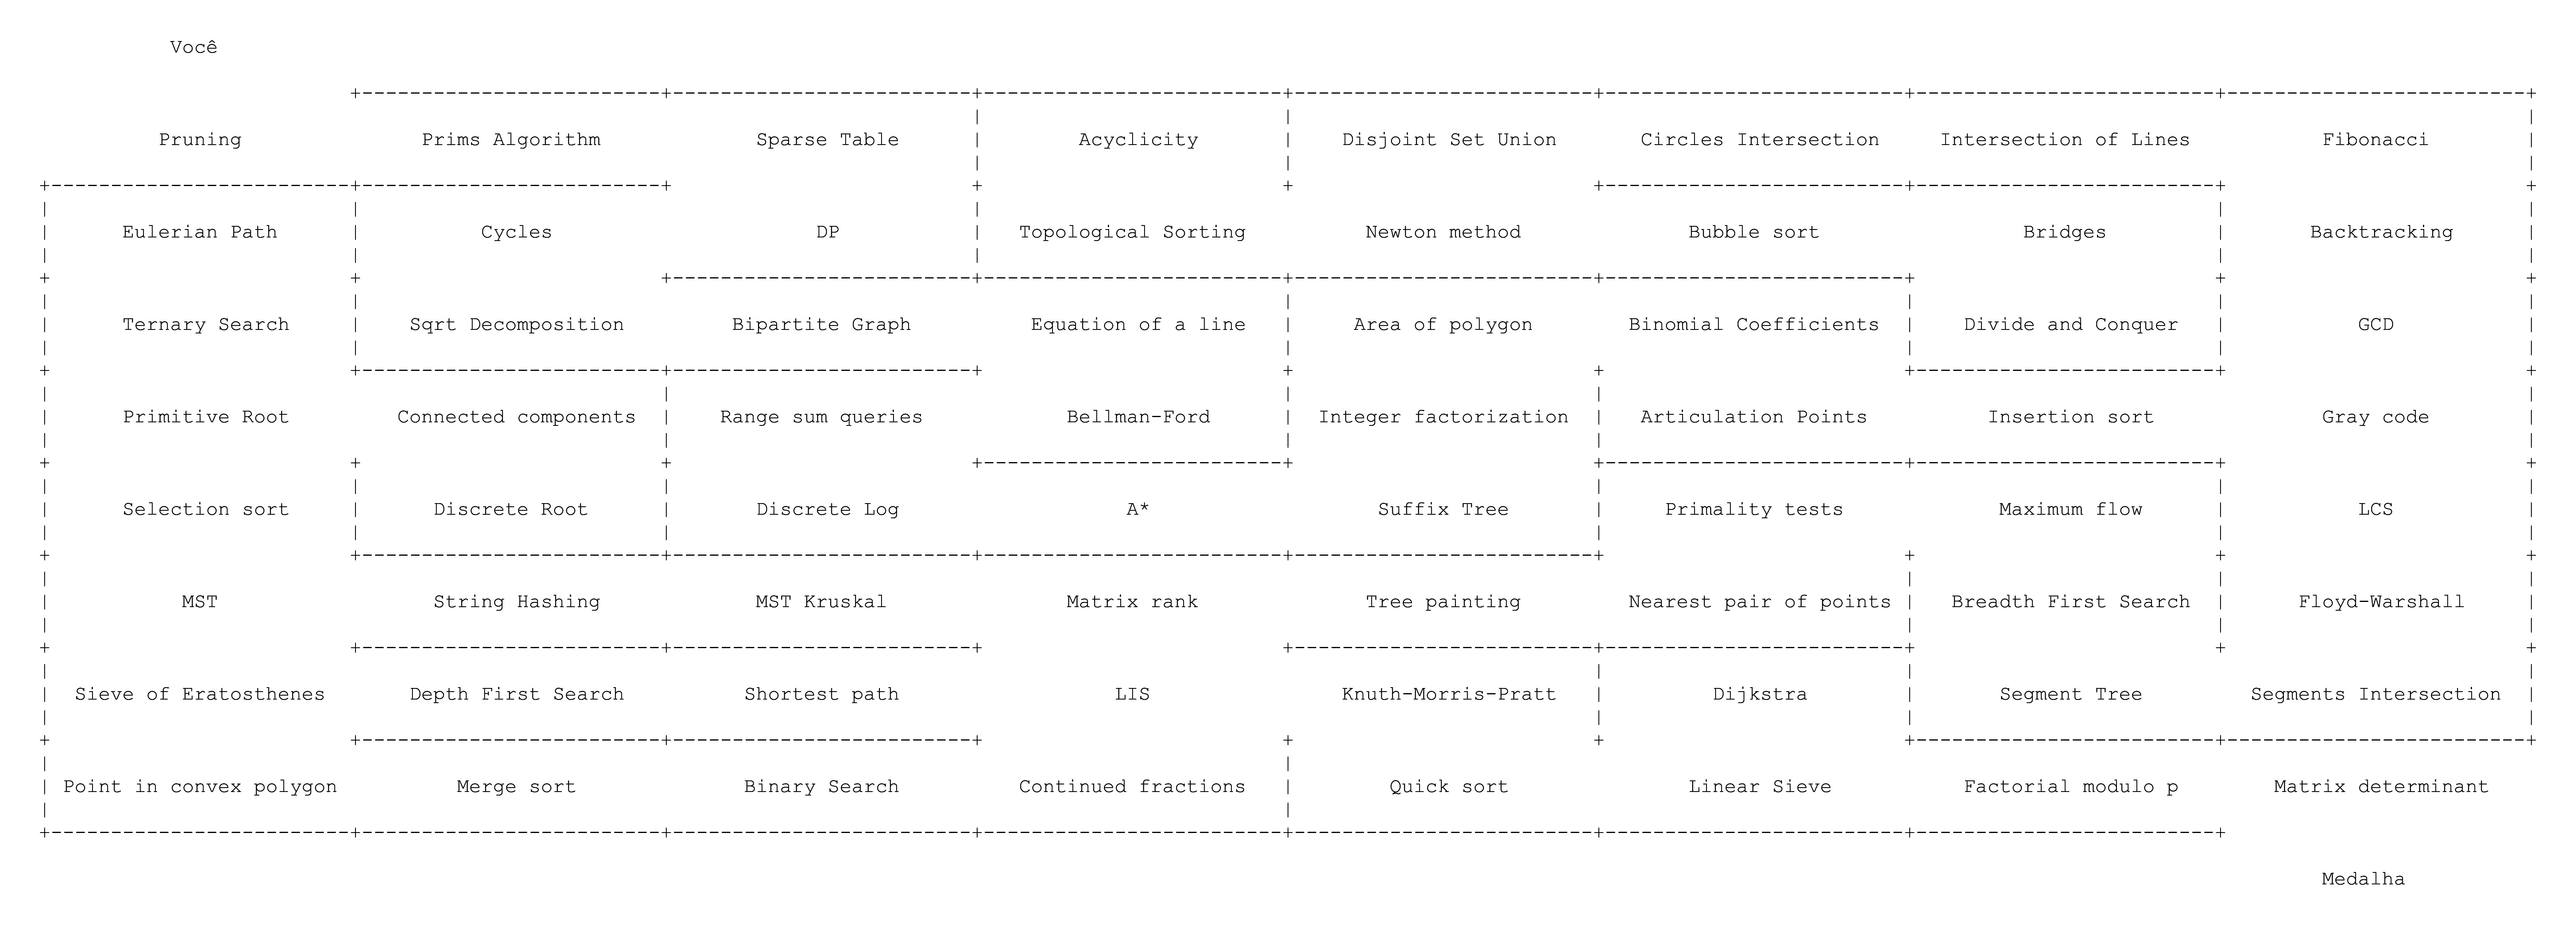 Você
Pruning Prims Algorithm Sparse Table Acyclicity Disjoint Set Union Circles Intersection Intersection of Lines Fibonacci
Eulerian Path Cycles DP Topological Sorting Newton method Bubble sort Bridges Backtracking
Ternary Search Sqrt Decomposition Bipartite Graph Equation of a line Area of polygon Binomial Coefficients Divide and Conquer GCD
Primitive Root Connected components Range sum queries Bellman-Ford Integer factorization Articulation Points Insertion sort Gray code
Selection sort Discrete Root Discrete Log A* Suffix Tree Primality tests Maximum flow LCS
MST String Hashing MST Kruskal Matrix rank Tree painting Nearest pair of points Breadth First Search Floyd-Warshall
Sieve of Eratosthenes Depth First Search Shortest path LIS Knuth-Morris-Pratt Dijkstra Segment Tree Segments Intersection
Point in convex polygon Merge sort Binary Search Continued fractions Quick sort Linear Sieve Factorial modulo p Matrix determinant
Medalha